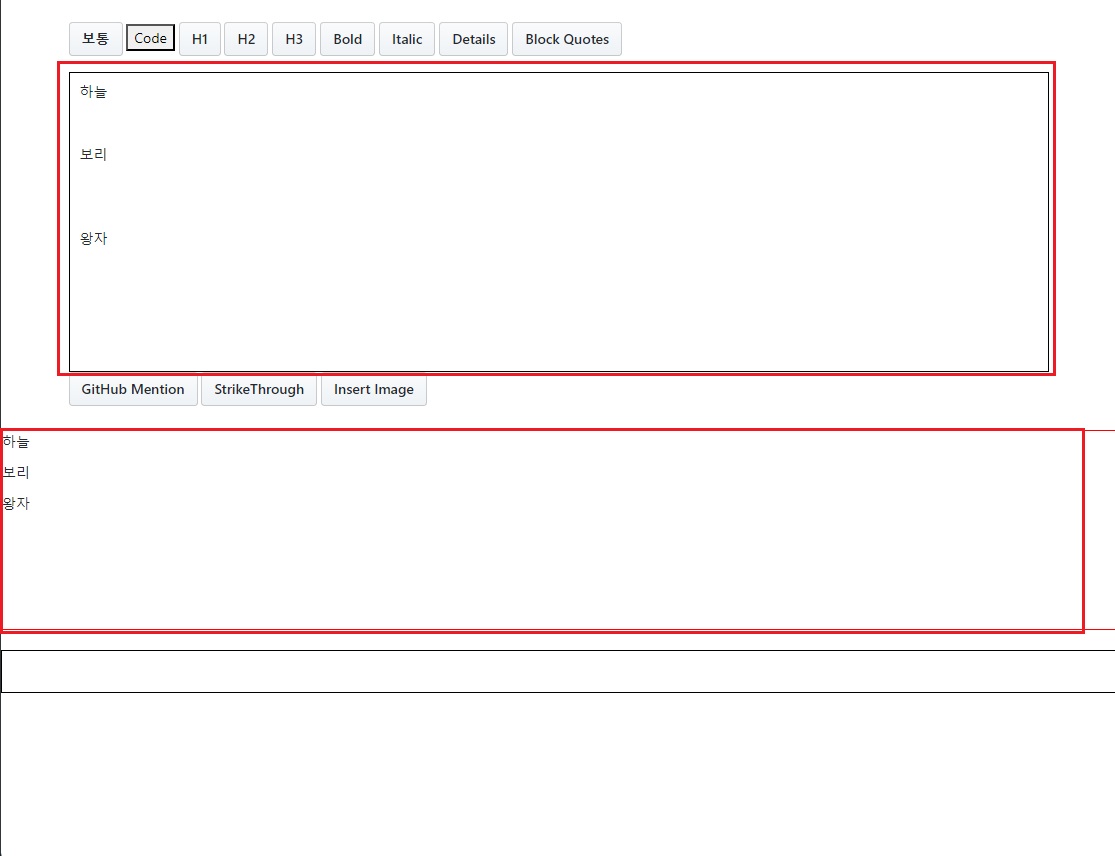 보통 Code H1 H2 H3 Bold Italic Details Block Quotes
하늘
보리
왕자
GitHub Mention StrikeThrough Insert Image
하늘
보리
왕자